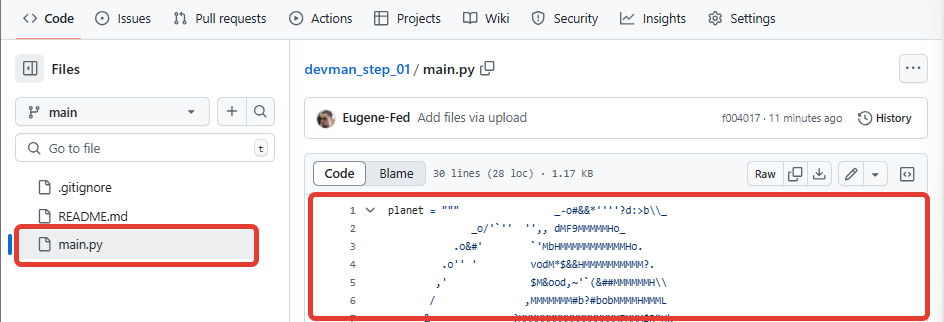 Code Issues Pull requests Actions Projects Wiki Security Insights Settings
Files
main
Go to file t
.gitignore
README.md
main.py
devman_step_01 / main.py
Eugene-Fed Add files via upload f004017 · 11 minutes ago History
Code Blame 30 lines (28 loc) · 1.17 KB Raw
1 planet = """ _-o#&&*''''?d:>b\\_
2 _o/'`'' '',, dMF9MMMMMHo_
3 .o&#' `'MbHMMMMMMMMMMMHo.
4 .o'' ' vodM*$&&HMMMMMMMMMM?.
5 ,' $M&ood,~'`(&##MMMMMMH\\
6 / ,MMMMMMM#b?#bobMMMMHMMML